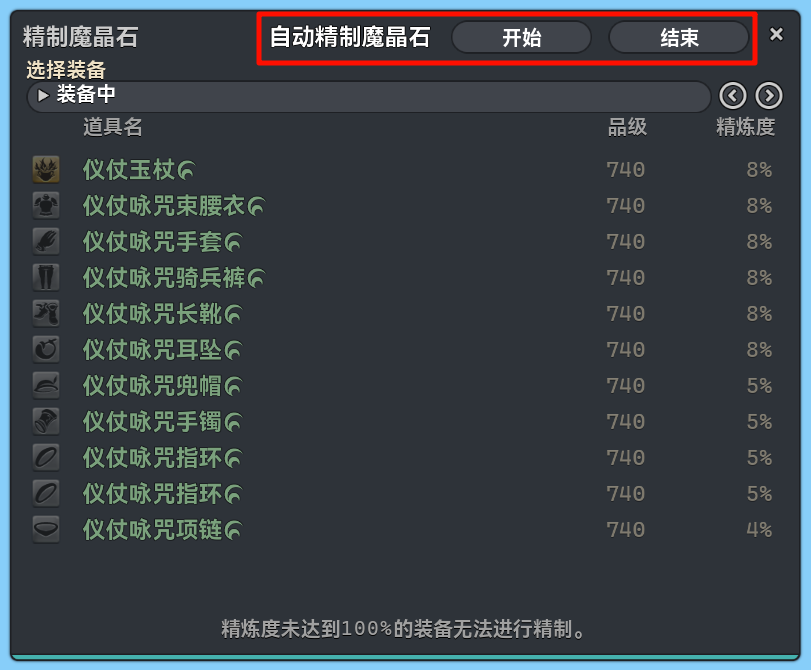 精制魔晶石 自动精制魔晶石 开始 结束
选择装备
装备中
道具名 品级 精炼度
仪仗玉杖 740 8%
仪仗咏咒束腰衣 740 8%
仪仗咏咒手套 740 8%
仪仗咏咒骑兵裤 740 8%
仪仗咏咒长靴 740 8%
仪仗咏咒耳坠 740 8%
仪仗咏咒兜帽 740 5%
仪仗咏咒手镯 740 5%
仪仗咏咒指环 740 5%
仪仗咏咒指环 740 5%
仪仗咏咒项链 740 4%
精炼度未达到100%的装备无法进行精制。